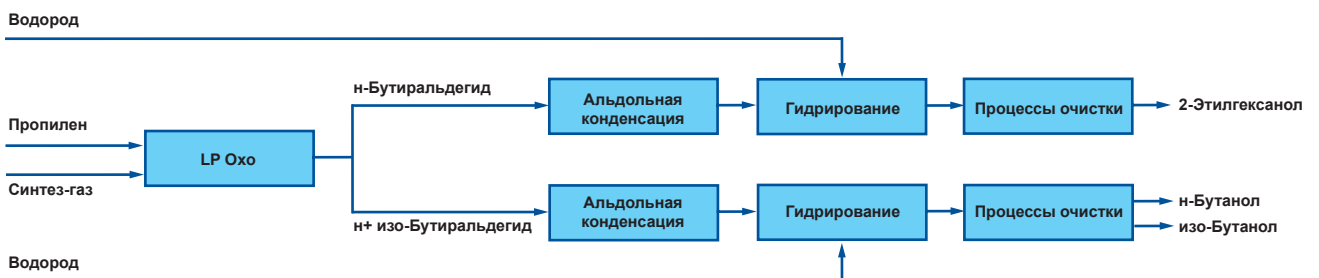 Водород
н-Бутиральдегид
Альдольная
конденсация
Гидрирование
Процессы очистки
2-Этилгексанол
Пропилен
LP Oxo
Синтез-газ
н+ изо-Бутиральдегид
Альдольная
конденсация
Гидрирование
Процессы очистки
н-Бутанол
изо-Бутанол
Водород